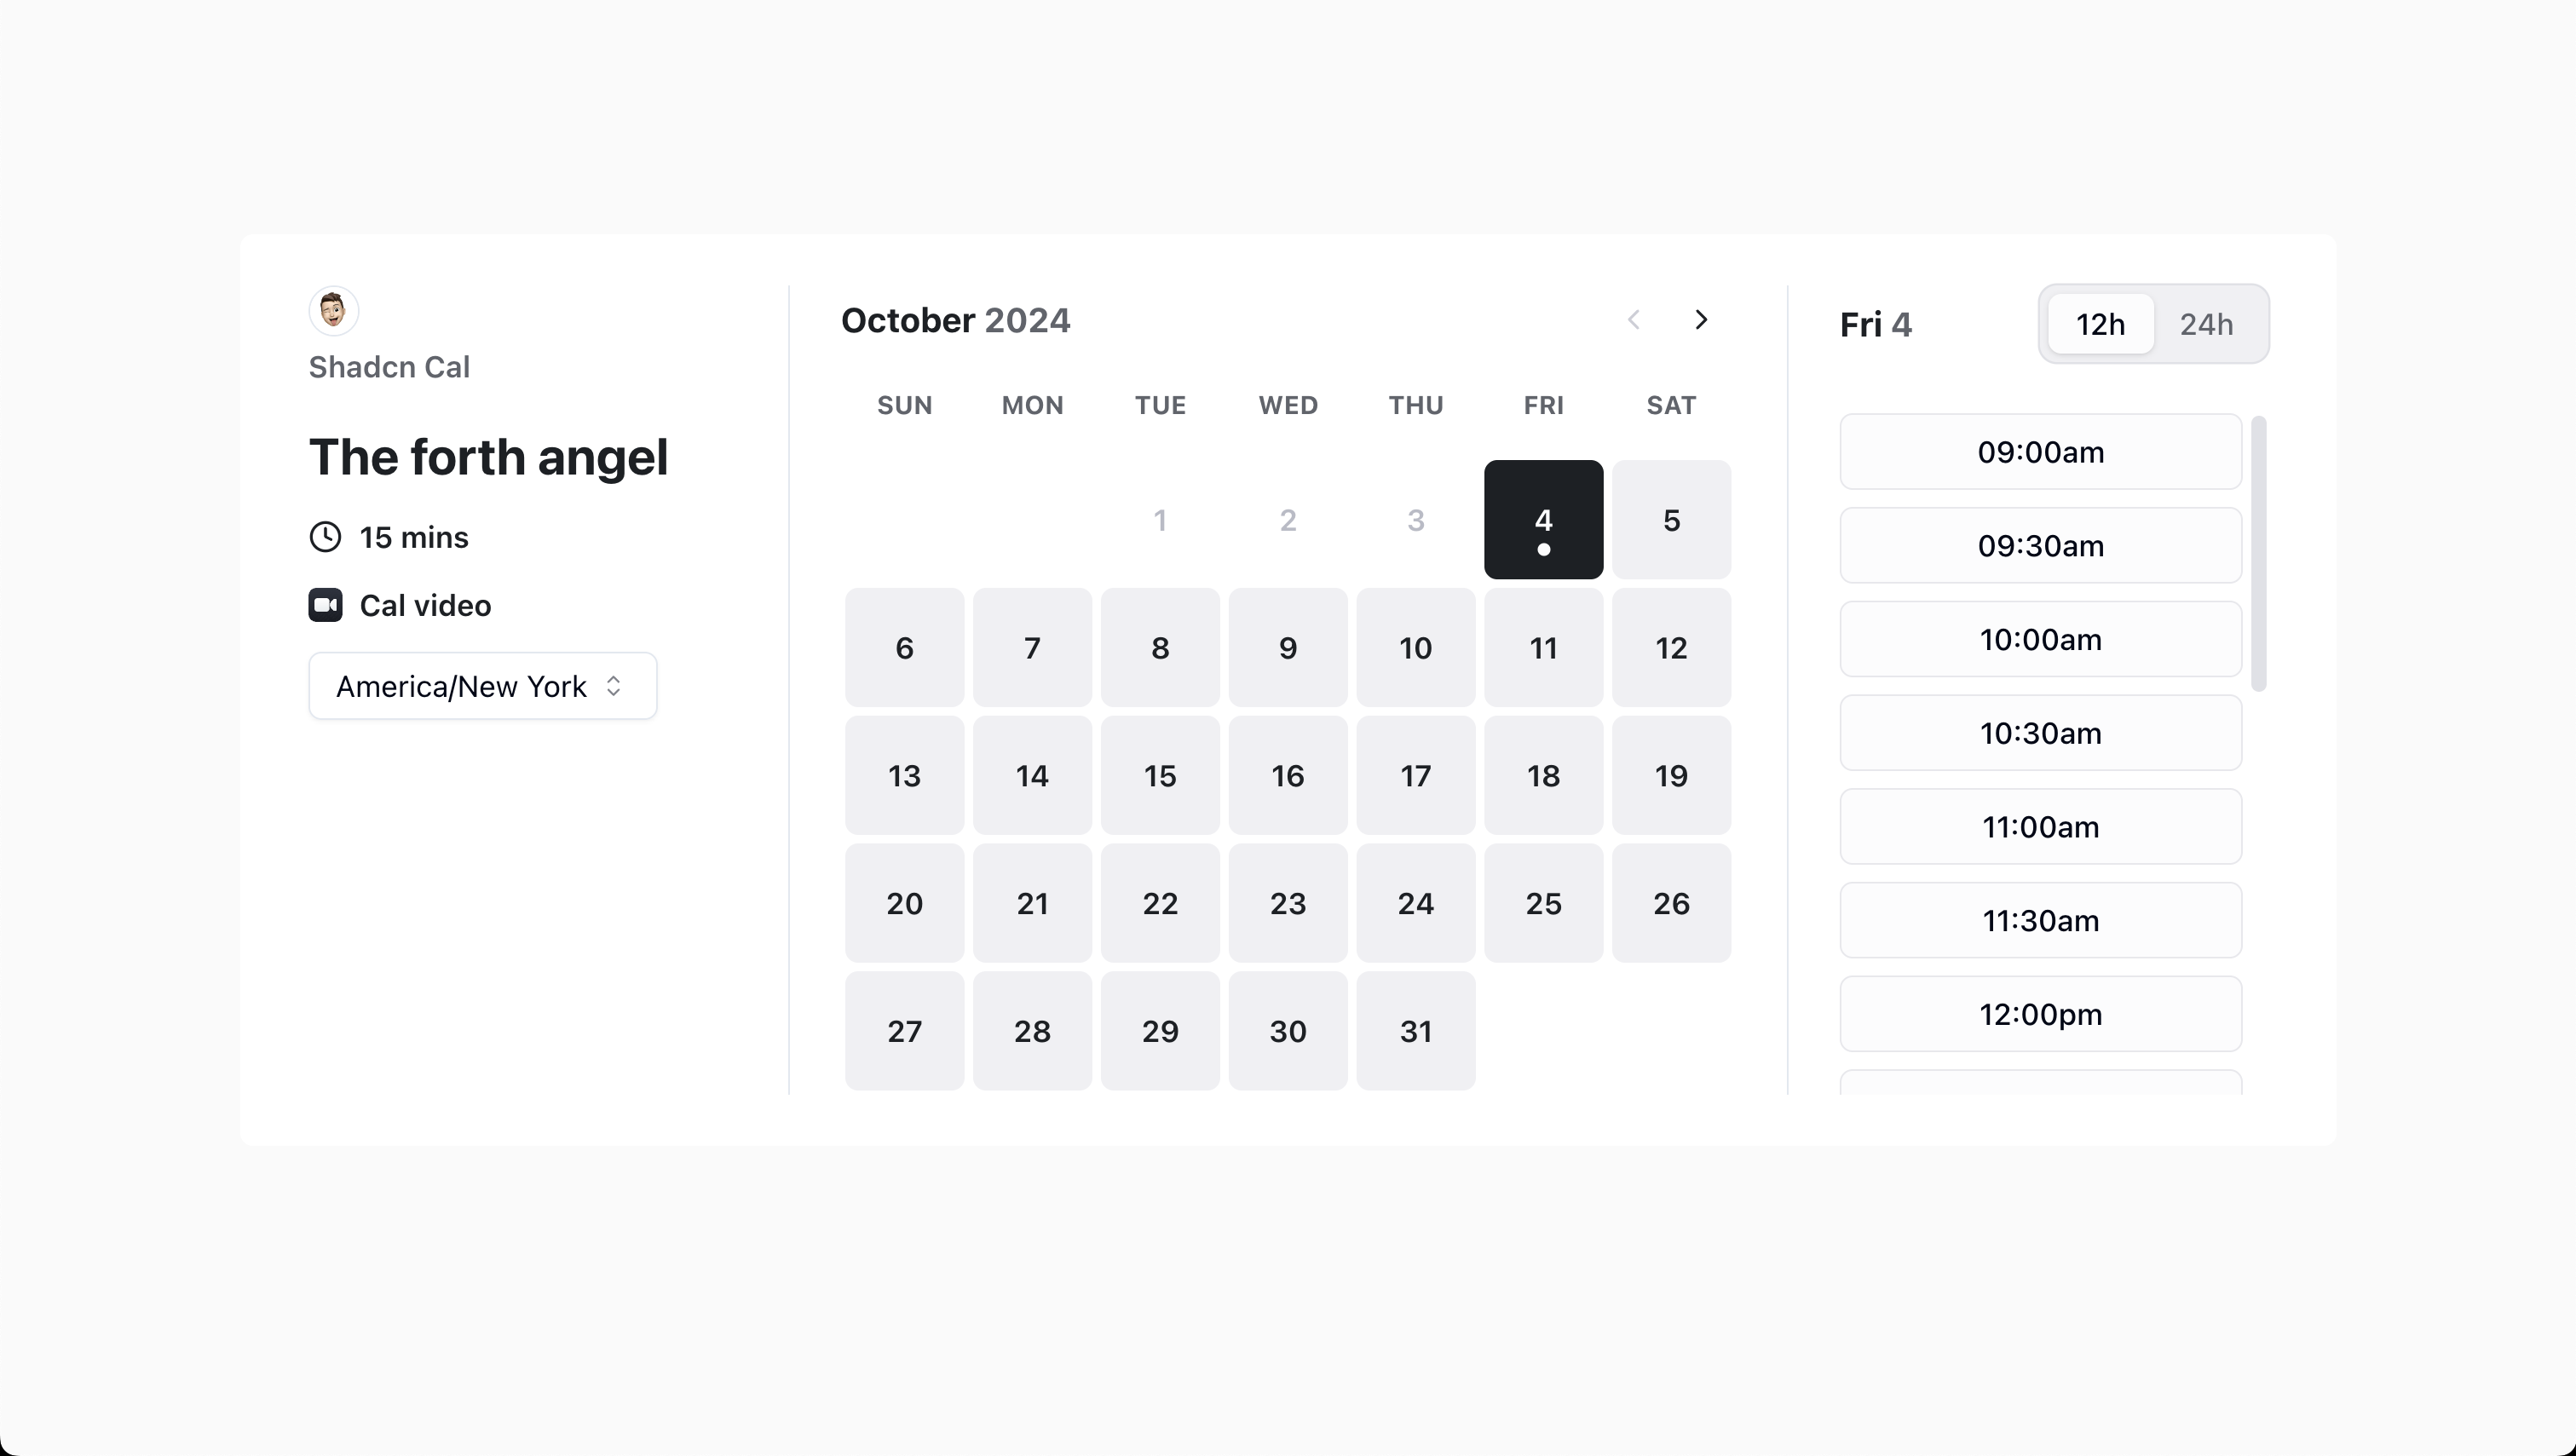 Shadcn Cal
The forth angel
15 mins
Cal video
America/New York
October 2024
SUN MON TUE WED THU FRI SAT
1 2 3 4 5
6 7 8 9 10 11 12
13 14 15 16 17 18 19
20 21 22 23 24 25 26
27 28 29 30 31
Fri 4
12h 24h
09:00am
09:30am
10:00am
10:30am
11:00am
11:30am
12:00pm